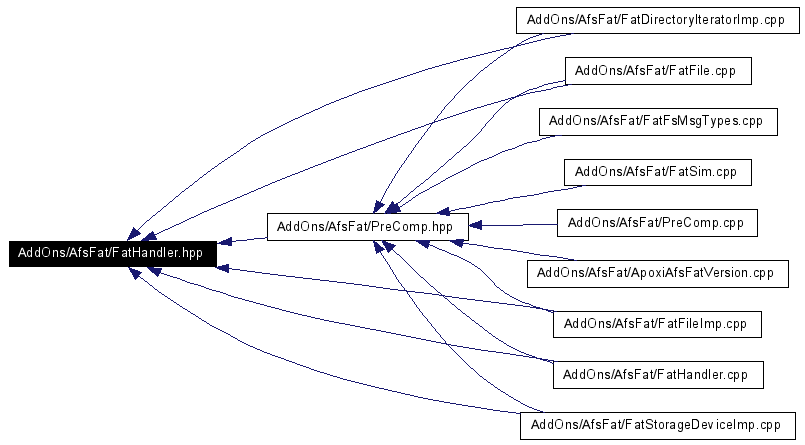 AddOns/AfsFat/FatDirectoryIteratorImp.cpp
AddOns/AfsFat/FatFile.cpp
AddOns/AfsFat/FatFsMsgTypes.cpp
AddOns/AfsFat/FatSim.cpp
AddOns/AfsFat/PreComp.hpp
AddOns/AfsFat/PreComp.cpp
AddOns/AfsFat/FatHandler.hpp
AddOns/AfsFat/ApoxiAfsFatVersion.cpp
AddOns/AfsFat/FatFileImp.cpp
AddOns/AfsFat/FatHandler.cpp
AddOns/AfsFat/FatStorageDeviceImp.cpp